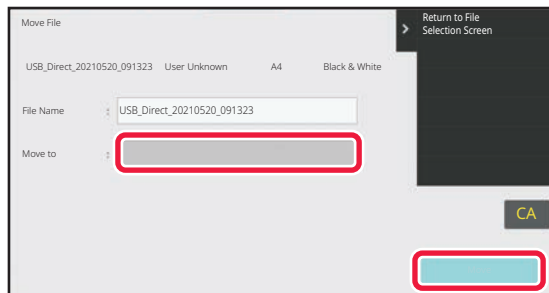 Move File
Return to File
Selection Screen
USB_Direct_20210520_091323 User Unknown A4 Black & White
File Name : USB_Direct_20210520_091323
Move to :
CA